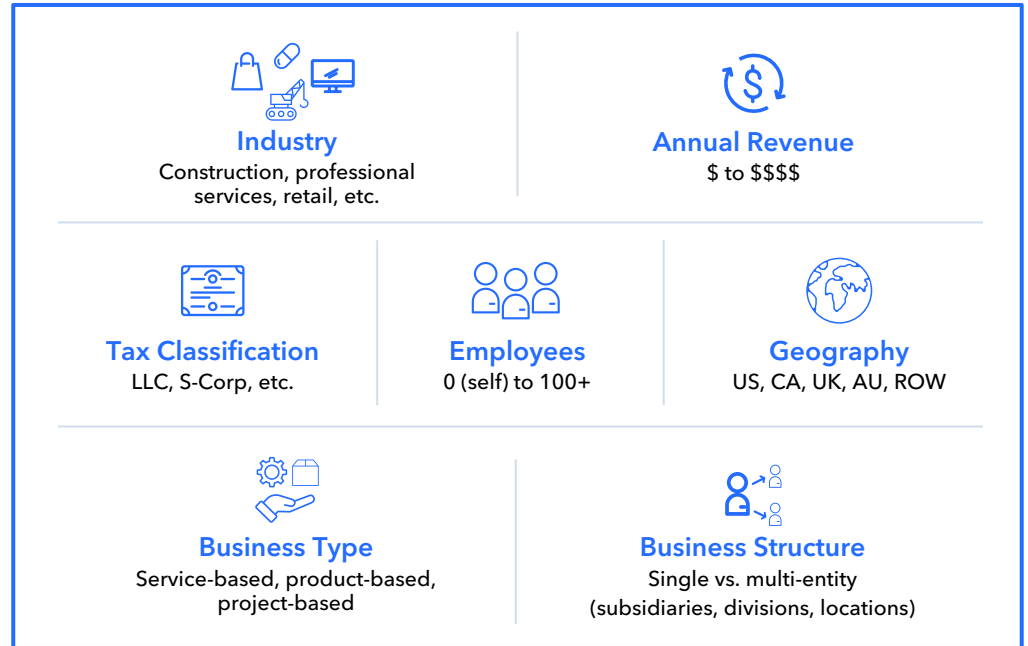 Industry
Construction, professional
services, retail, etc.
$
Annual Revenue
$ to $$$$
Tax Classification
LLC, S-Corp, etc.
Employees
0 (self) to 100+
Geography
US, CA, UK, AU, ROW
Business Type
Service-based, product-based,
project-based
Business Structure
Single vs. multi-entity
(subsidiaries, divisions, locations)